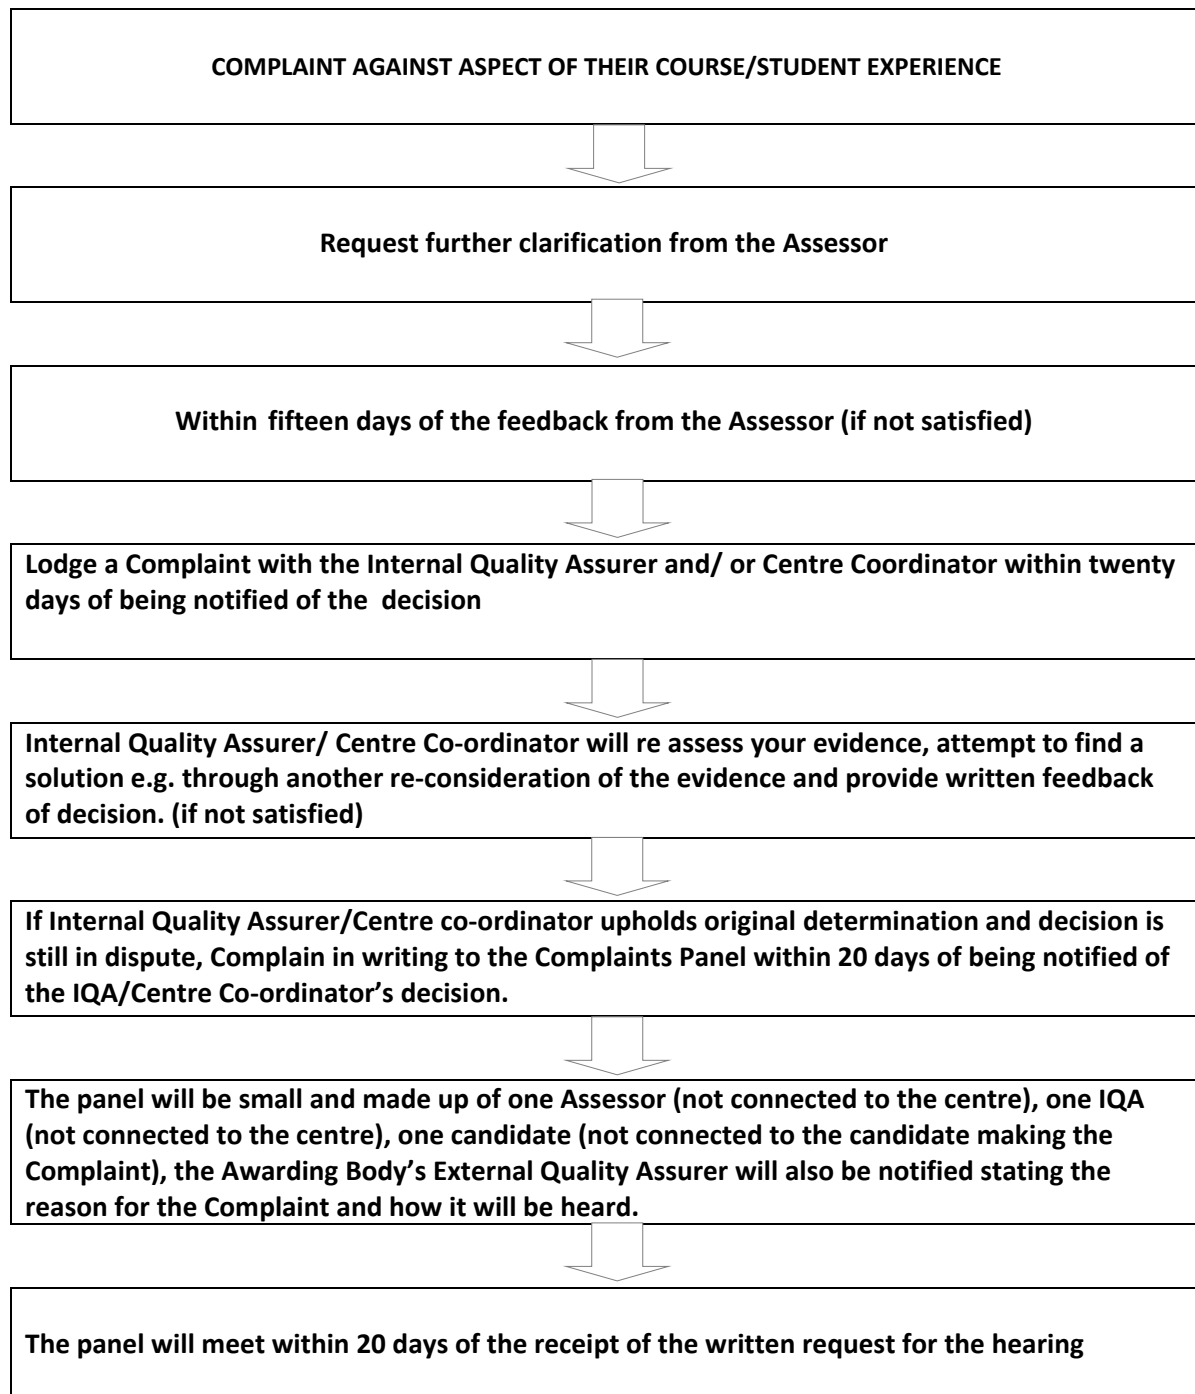 COMPLAINT AGAINST ASPECT OF THEIR COURSE/STUDENT EXPERIENCE
Request further clarification from the Assessor
Within fifteen days of the feedback from the Assessor (if not satisfied)
Lodge a Complaint with the Internal Quality Assurer and/ or Centre Coordinator within twenty
days of being notified of the decision
Internal Quality Assurer/ Centre Co-ordinator will re assess your evidence, attempt to find a
solution e.g. through another re-consideration of the evidence and provide written feedback
of decision. (if not satisfied)
If Internal Quality Assurer/Centre co-ordinator upholds original determination and decision is
still in dispute, Complain in writing to the Complaints Panel within 20 days of being notified of
the IQA/Centre Co-ordinator’s decision.
The panel will be small and made up of one Assessor (not connected to the centre), one IQA
(not connected to the centre), one candidate (not connected to the candidate making the
Complaint), the Awarding Body’s External Quality Assurer will also be notified stating the
reason for the Complaint and how it will be heard.
The panel will meet within 20 days of the receipt of the written request for the hearing